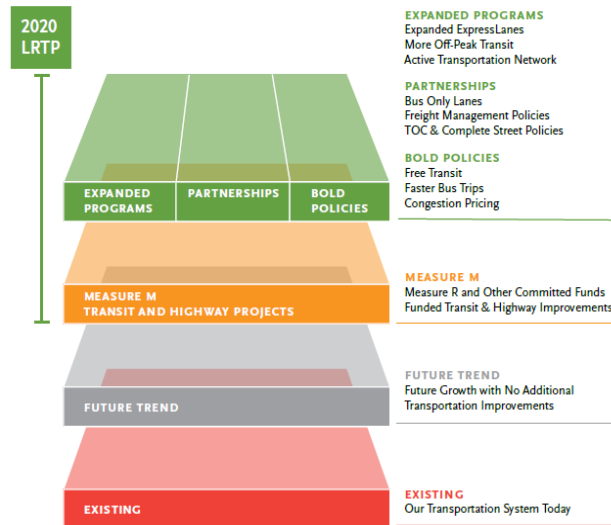 2020
LRTP
EXPANDED
PROGRAMS
PARTNERSHIPS
BOLD
POLICIES
MEASURE M
TRANSIT AND HIGHWAY PROJECTS
FUTURE TREND
EXISTING
EXPANDED PROGRAMS
Expanded ExpressLanes
More Off-Peak Transit
Active Transportation Network
PARTNERSHIPS
Bus Only Lanes
Freight Management Policies
TOC & Complete Street Policies
BOLD POLICIES
Free Transit
Faster Bus Trips
Congestion Pricing
MEASURE M
Measure R and Other Committed Funds
Funded Transit & Highway Improvements
FUTURE TREND
Future Growth with No Additional
Transportation Improvements
EXISTING
Our Transportation System Today